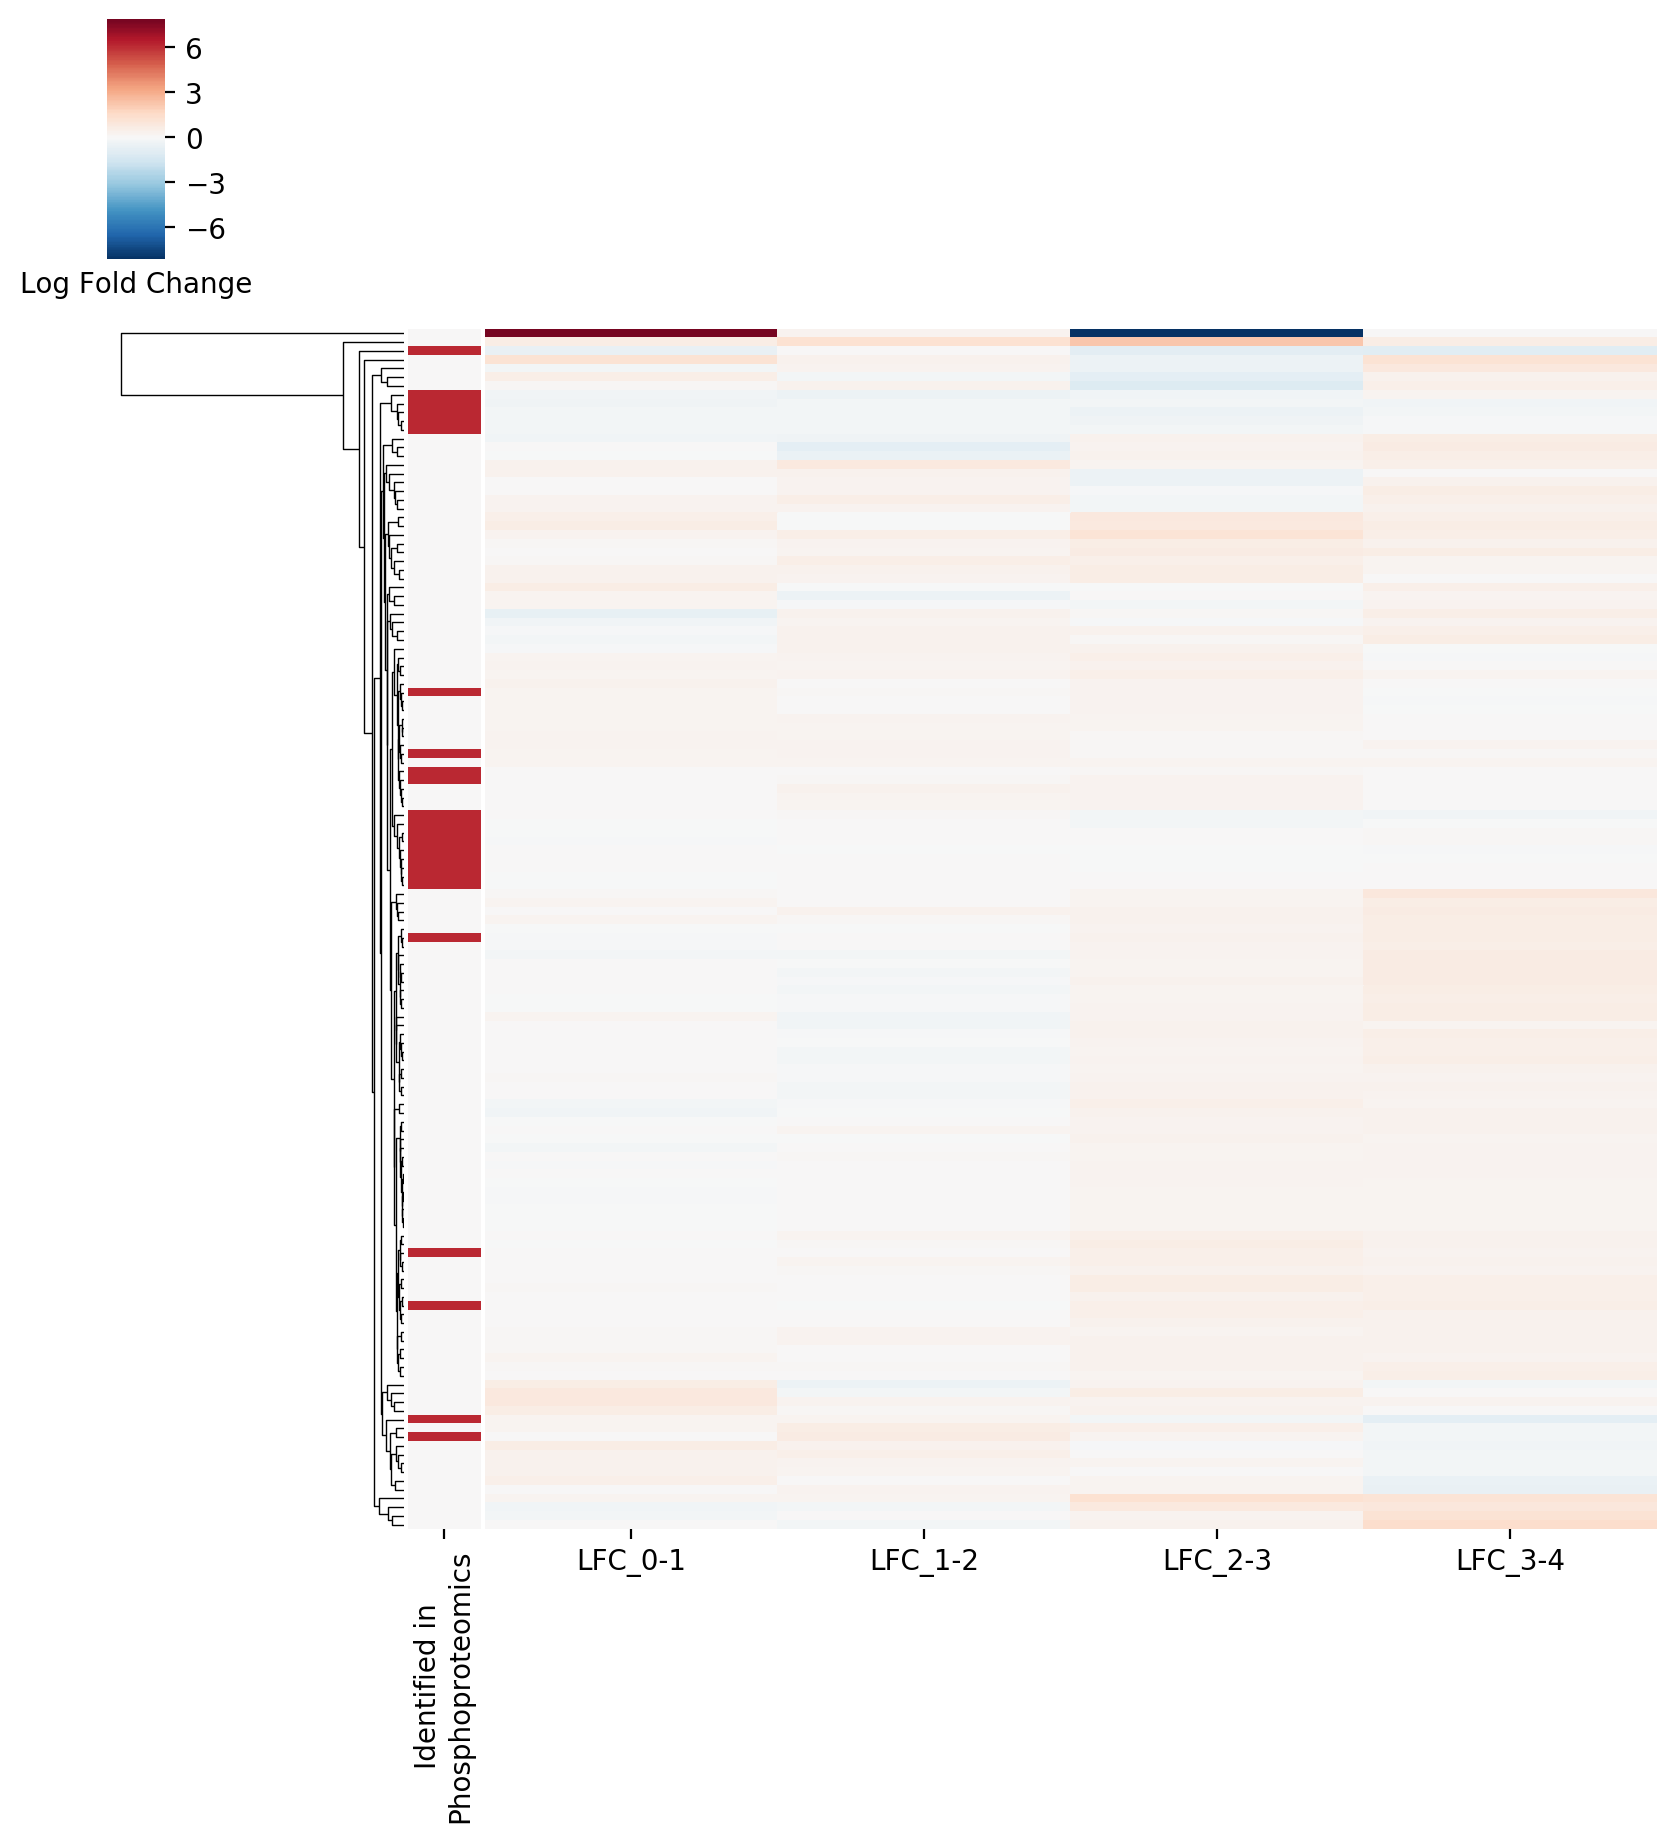 6
3
0
−3
−6
Log Fold Change
LFC_0-1
LFC_1-2
LFC_2-3
LFC_3-4
Identified in
Phosphoproteomics